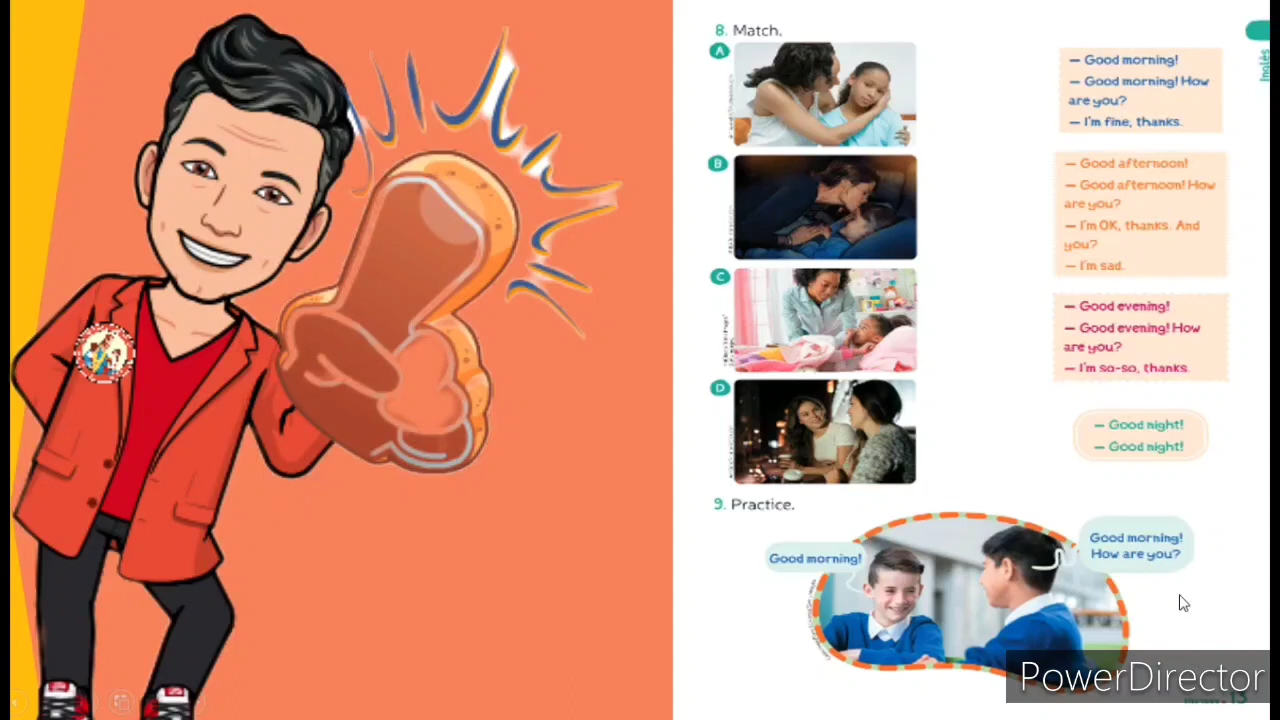 8. Match.
A
— Good morning!
— Good morning! How
are you?
— I'm fine, thanks.
B
— Good afternoon!
— Good afternoon! How
are you?
— I'm OK, thanks. And
you?
— I'm sad.
C
— Good evening!
— Good evening! How
are you?
— I'm so-so, thanks.
D
— Good night!
— Good night!
9. Practice.
Good morning!
Good morning!
How are you?
Inglês
PowerDirector